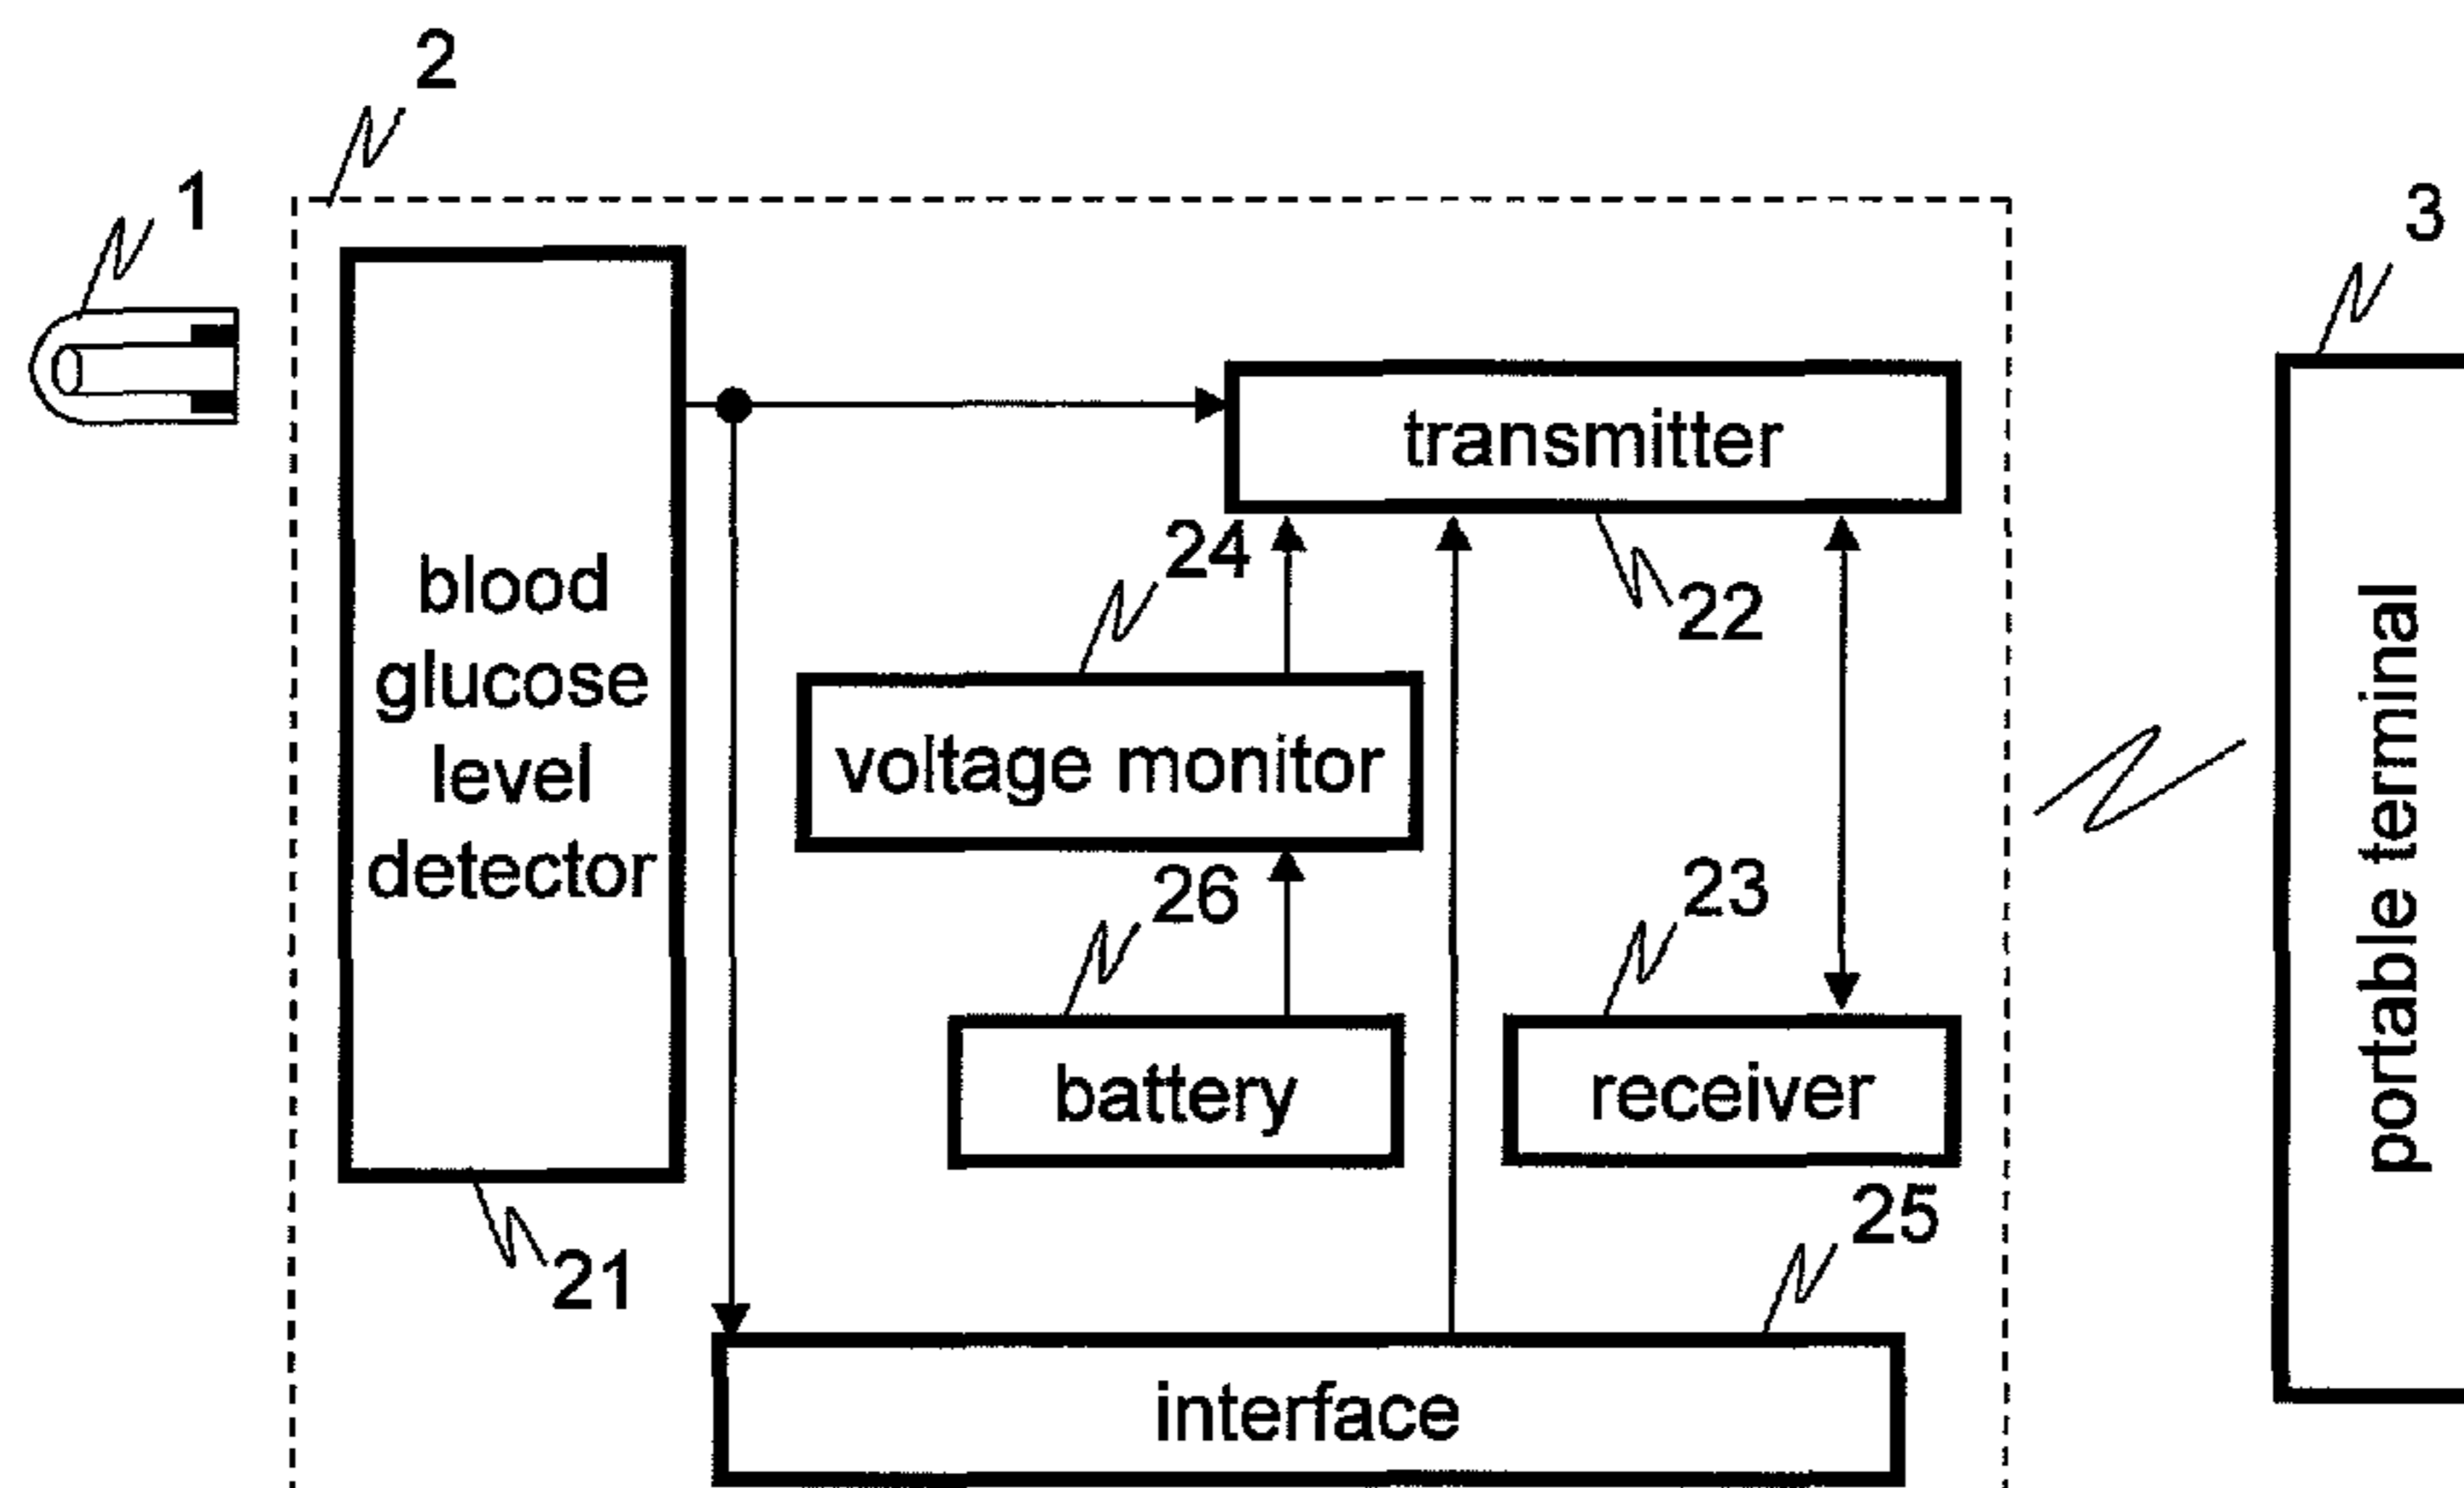 2
1
3
transmitter
24
22
blood
glucose
level
detector
voltage monitor
portable terminal
26
23
battery
receiver
21
25
interface